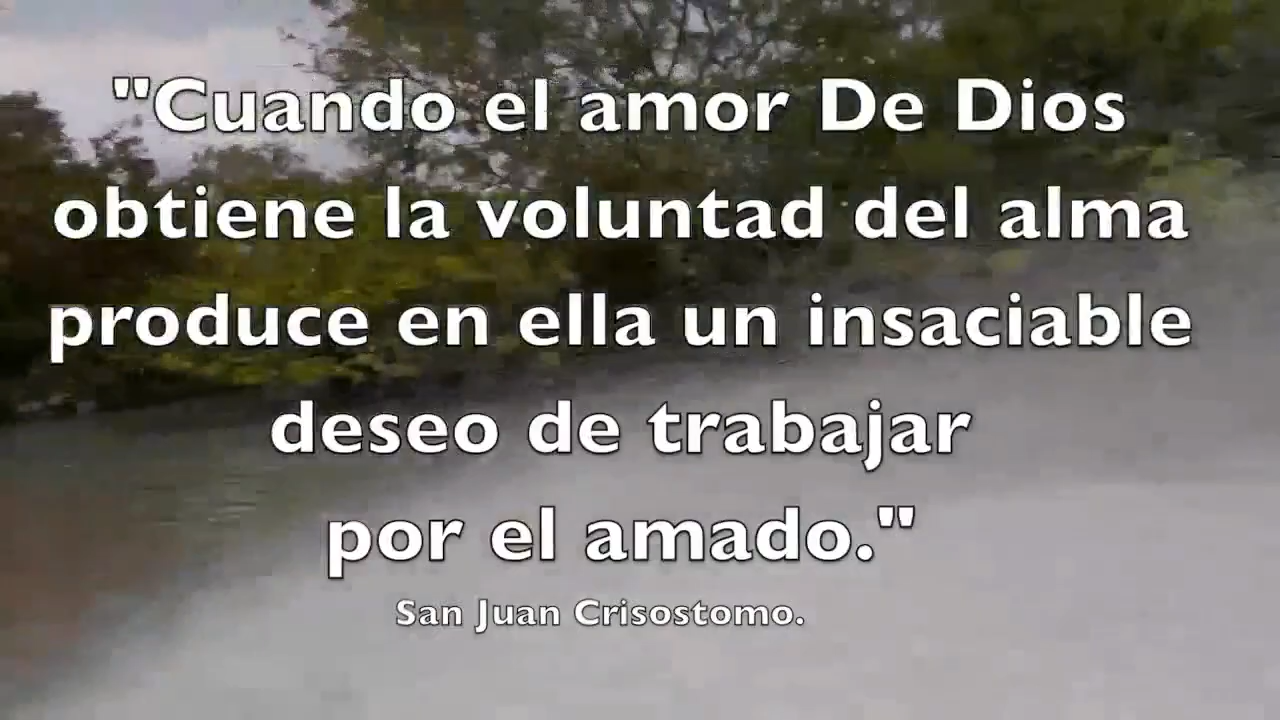 "Cuando el amor De Dios
obtiene la voluntad del alma
produce en ella un insaciable
deseo de trabajar
por el amado."
San Juan Crisostomo.